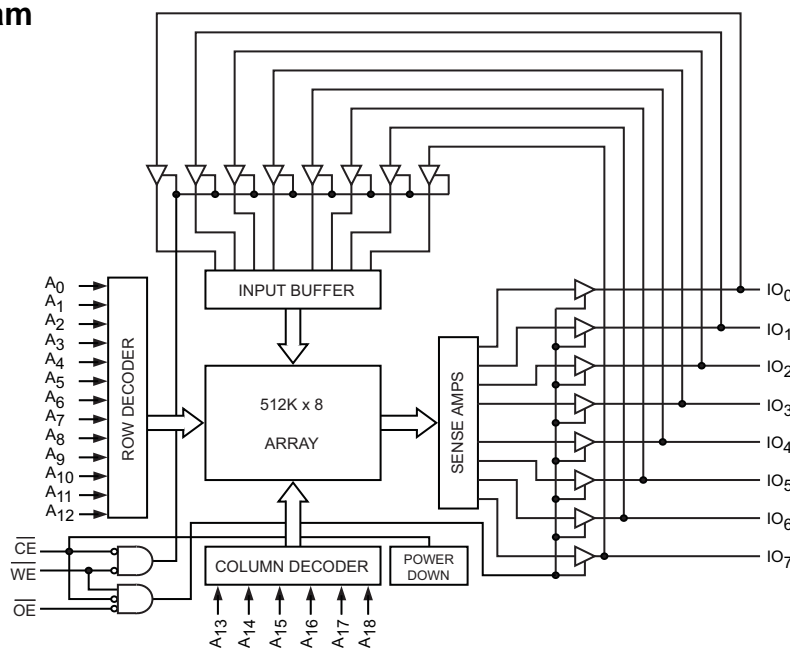 am
INPUT BUFFER
A0
A1
A2
A3
A4
A5
A6
A7
A8
A9
A10
A11
A12
ROW DECODER
512K x 8
ARRAY
SENSE AMPS
IO0
IO1
IO2
IO3
IO4
IO5
IO6
IO7
CE
WE
OE
COLUMN DECODER
POWER
DOWN
A13
A14
A15
A16
A17
A18